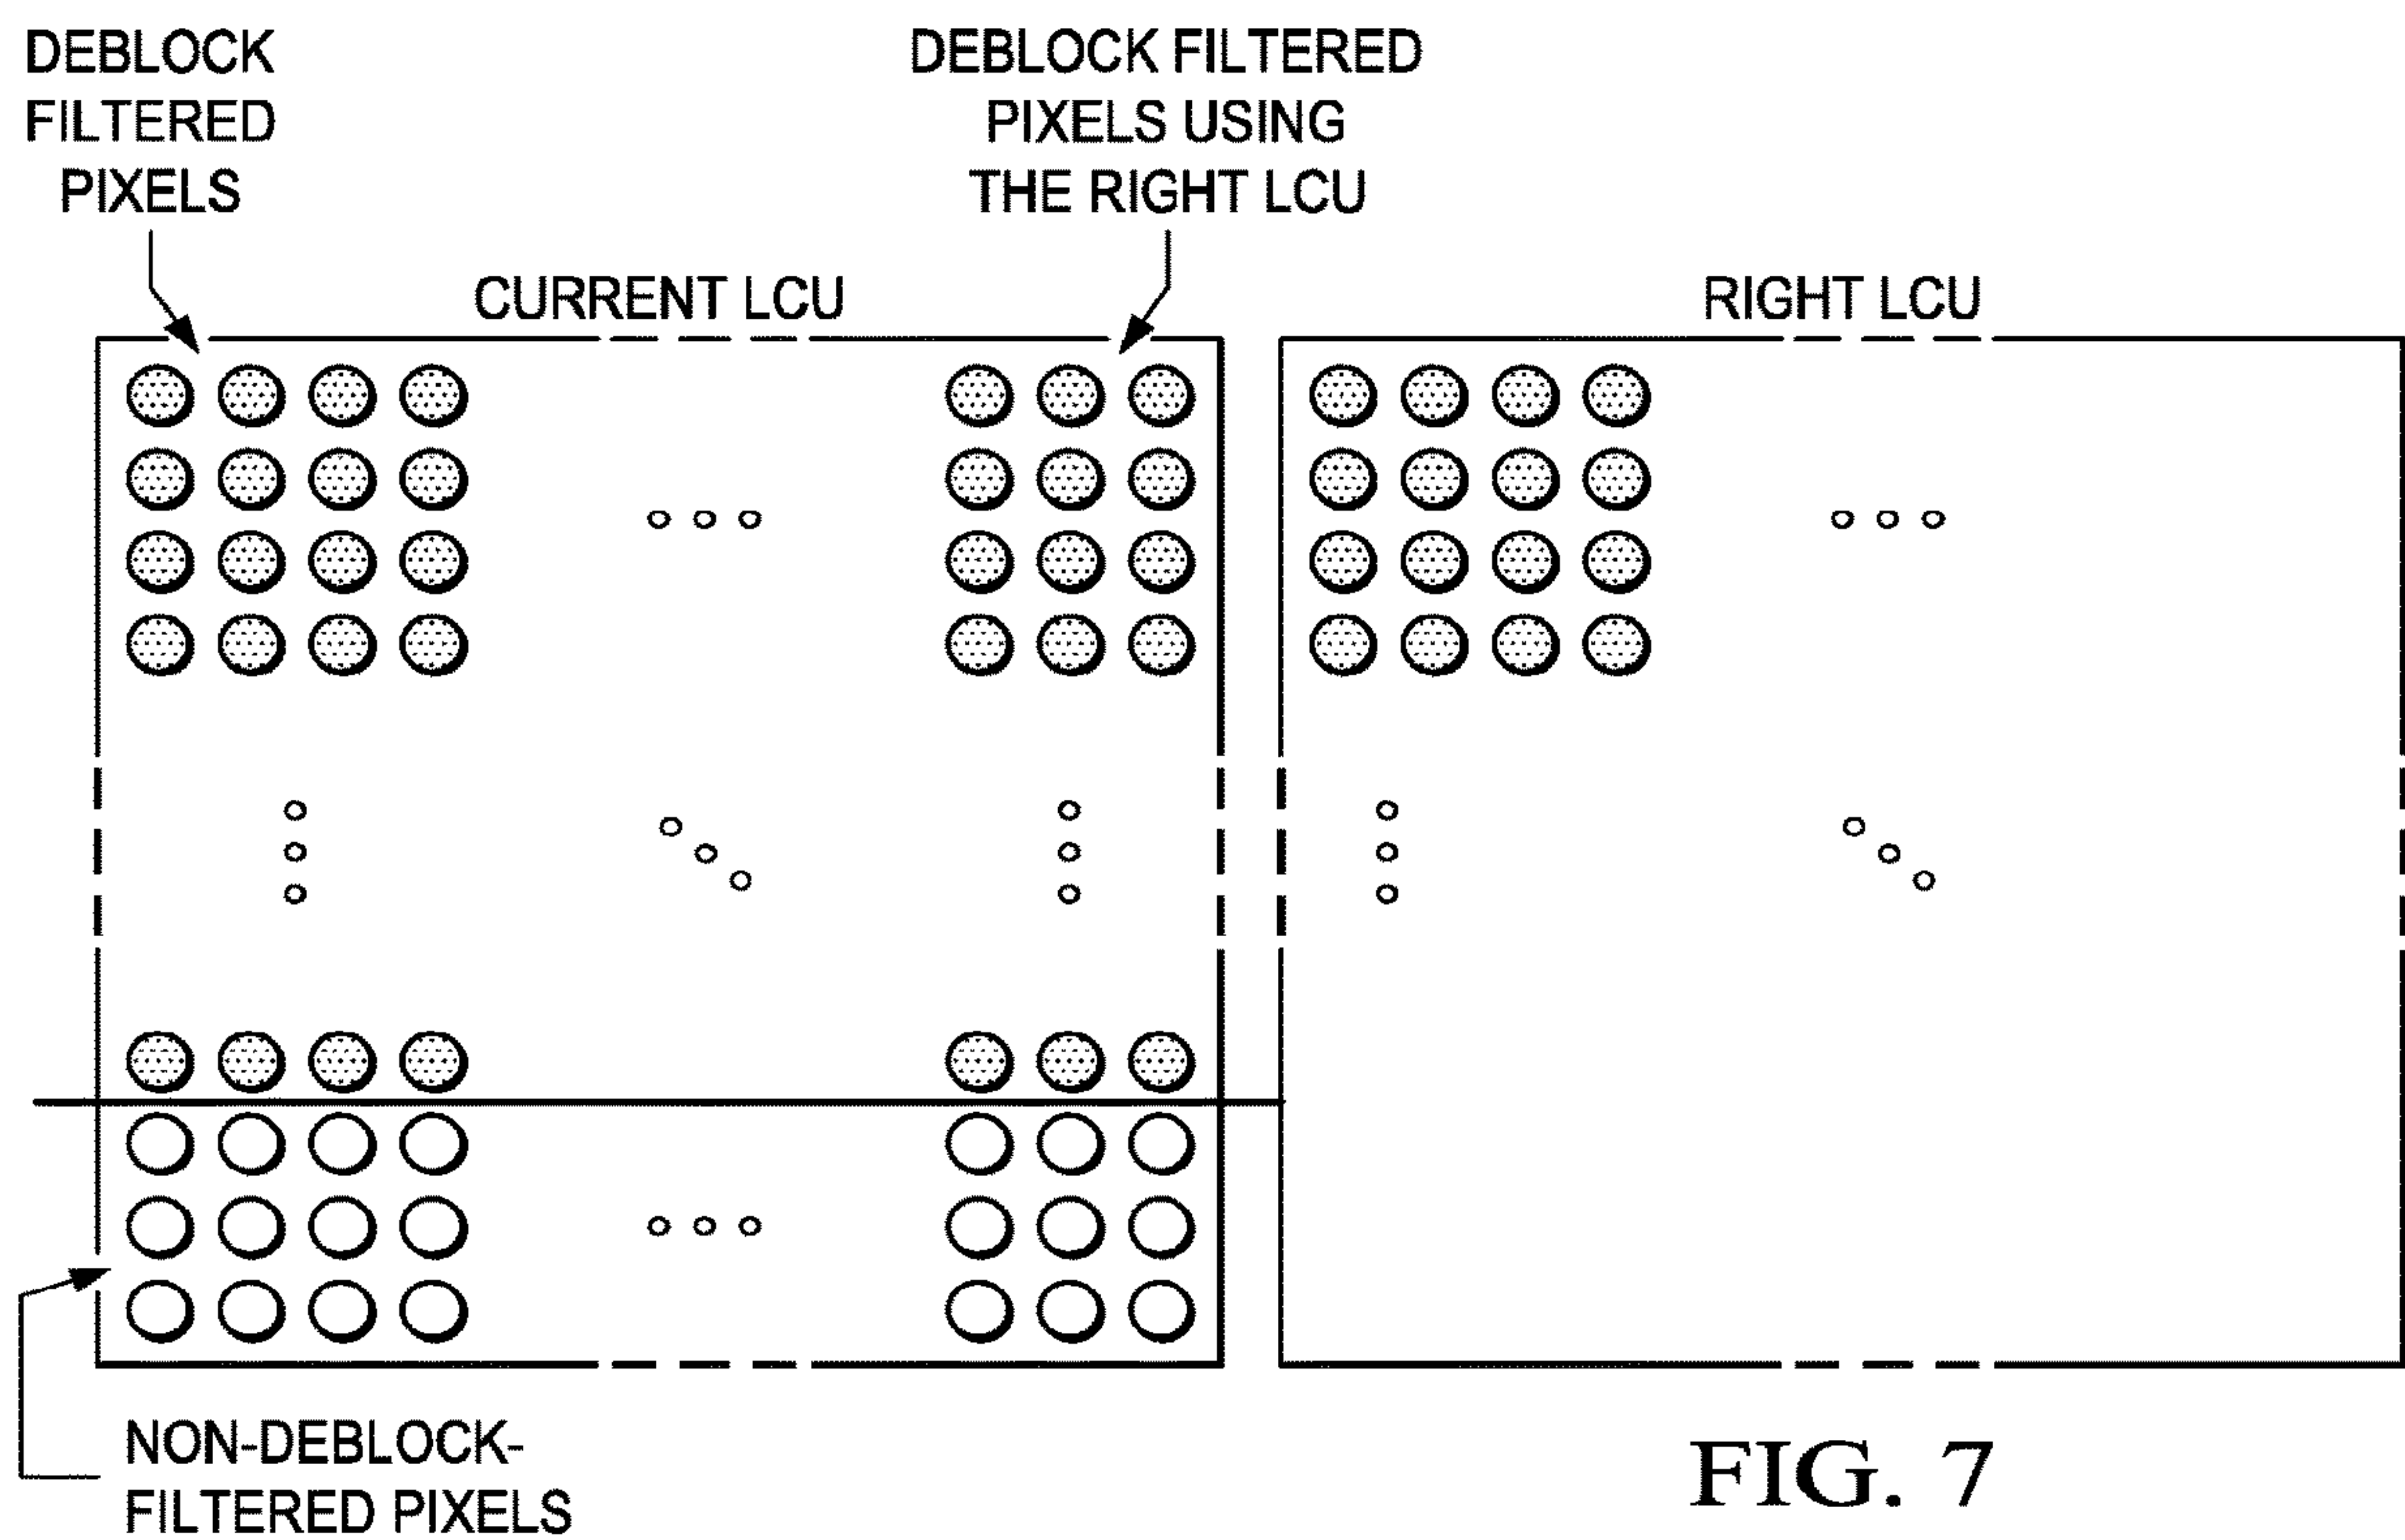 DEBLOCK
FILTERED
PIXELS
DEBLOCK FILTERED
PIXELS USING
THE RIGHT LCU
CURRENT LCU
RIGHT LCU
NON-DEBLOCK-
FILTERED PIXELS
FIG. 7